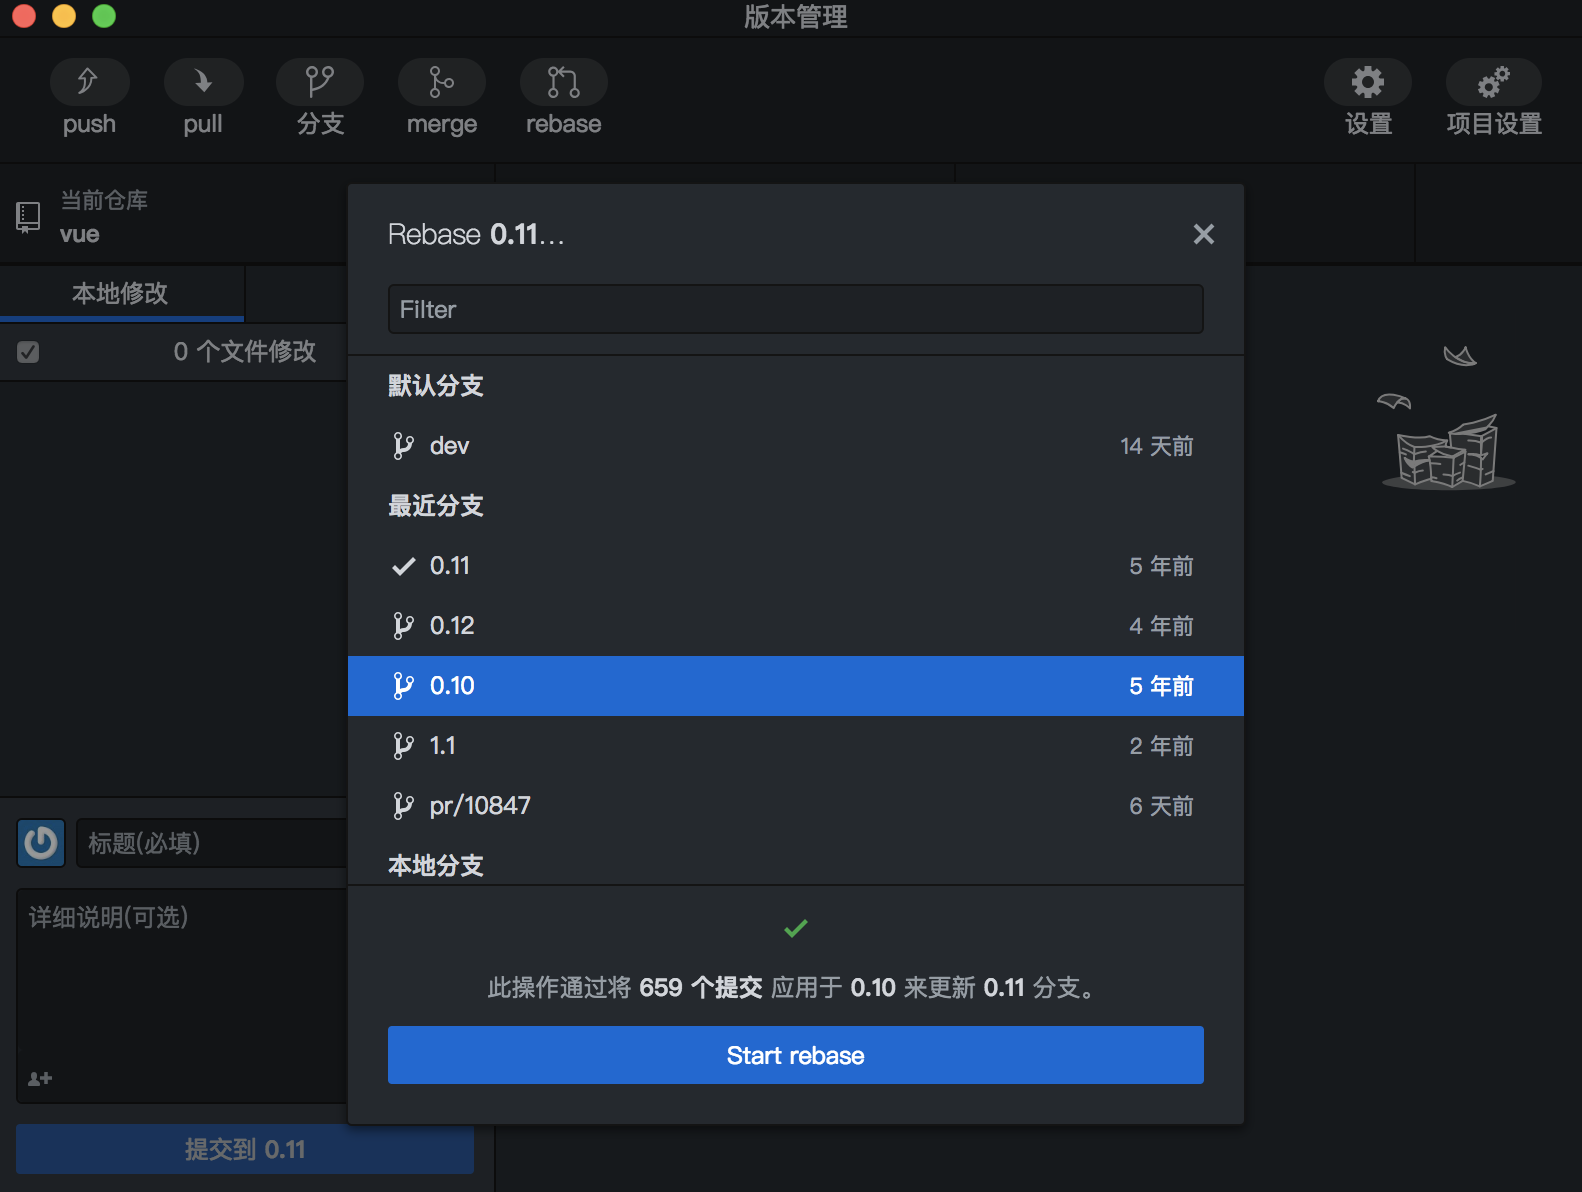 版本管理
push
pull
分支
merge
rebase
设置
项目设置
当前仓库
vue
本地修改
0 个文件修改
Rebase 0.11…
Filter
默认分支
dev
14 天前
最近分支
0.11
5 年前
0.12
4 年前
0.10
5 年前
1.1
2 年前
pr/10847
6 天前
本地分支
此操作通过将 659 个提交 应用于 0.10 来更新 0.11 分支。
Start rebase
标题(必填)
详细说明(可选)
提交到 0.11